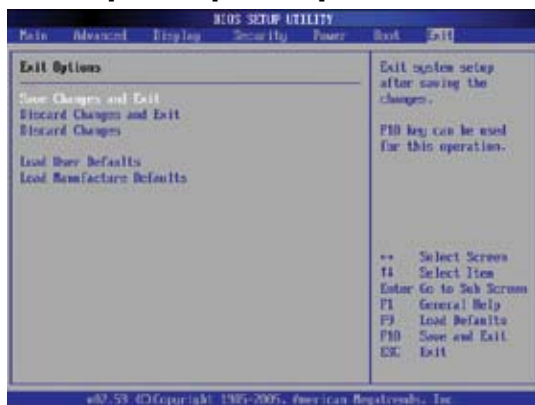 BIOS SETUP UTILITY
Main Advanced Display Security Power Boot Exit
Exit Options
Save Changes and Exit
Discard Changes and Exit
Discard Changes
Load User Defaults
Load Manufacture Defaults
Exit system setup
after saving the
changes.
F10 key can be used
for this operation.
↔ Select Screen
↑↓ Select Item
Enter Go to Sub Screen
F1 General Help
F9 Load Defaults
F10 Save and Exit
ESC Exit
v02.59 (C)Copyright 1985-2005, American Megatrends, Inc